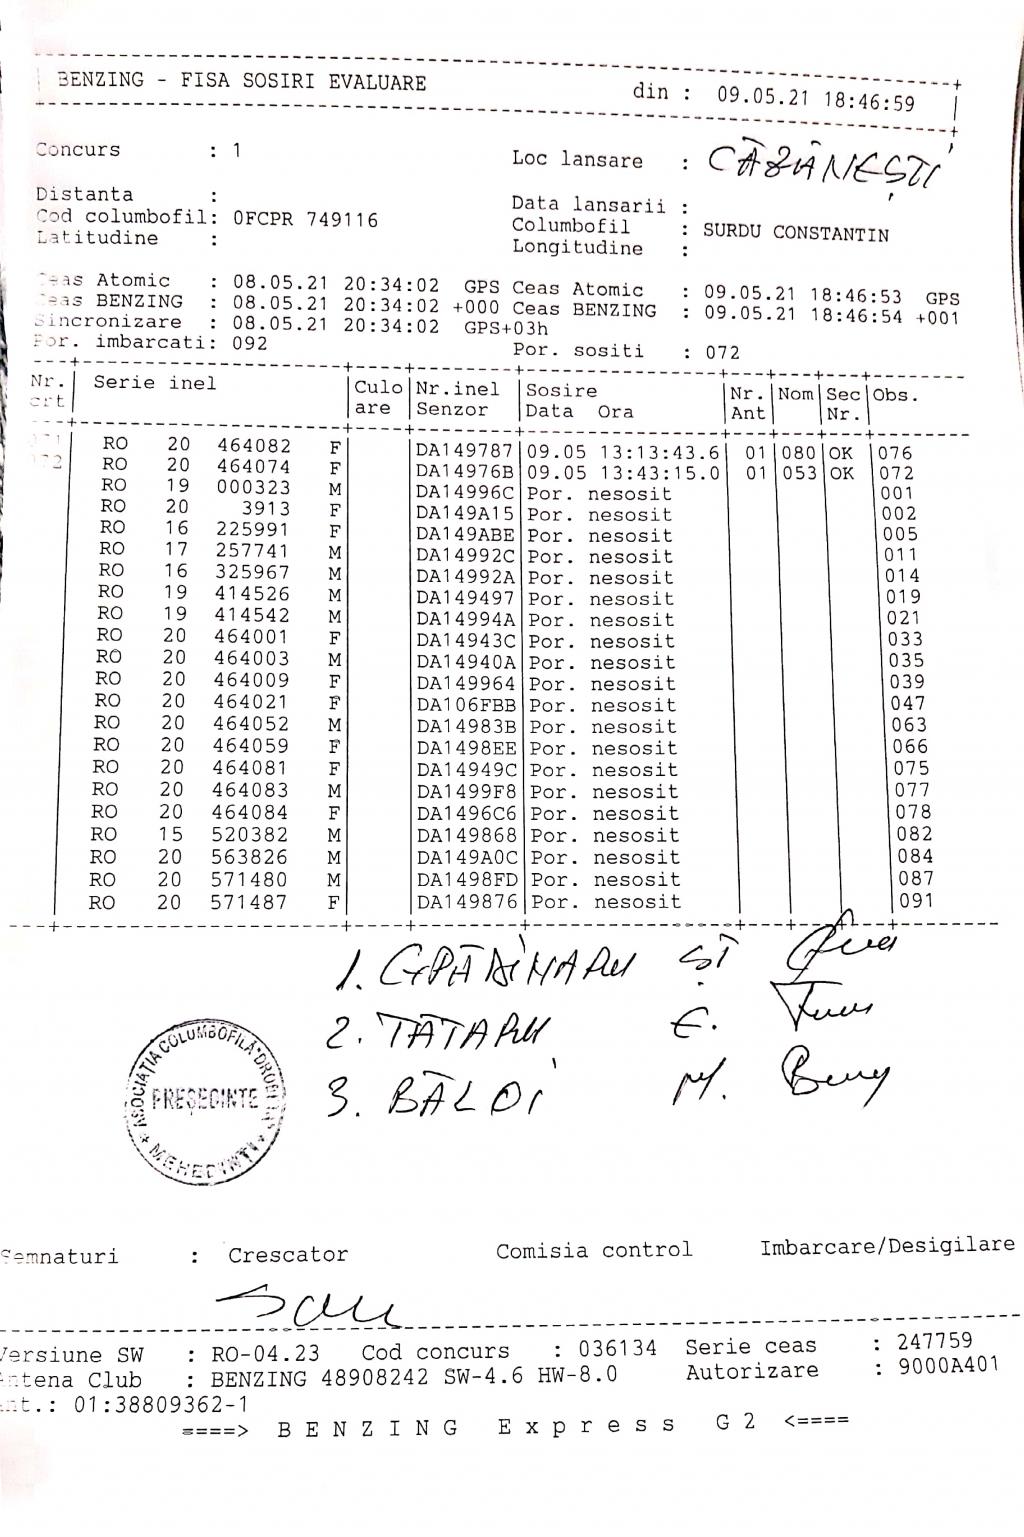 BENZING - FISA SOSIRI EVALUARE din : 09.05.21 18:46:59
Concurs : 1 Loc lansare : CĂZĂNEȘTI
Distanta : Data lansarii :
Cod columbofil: 0FCPR 749116 Columbofil : SURDU CONSTANTIN
Latitudine : Longitudine :
Ceas Atomic : 08.05.21 20:34:02 GPS Ceas Atomic : 09.05.21 18:46:53 GPS
Ceas BENZING : 08.05.21 20:34:02 +000 Ceas BENZING : 09.05.21 18:46:54 +001
Sincronizare : 08.05.21 20:34:02 GPS+03h
Por. imbarcati: 092 Por. sositi : 072
Nr. Serie inel Culo Nr.inel Sosire Nr. Nom Sec Obs.
crt are Senzor Data Ora Ant Nr.
071 RO 20 464082 F DA149787 09.05 13:13:43.6 01 080 OK 076
072 RO 20 464074 F DA14976B 09.05 13:43:15.0 01 053 OK 072
RO 19 000323 M DA14996C Por. nesosit 001
RO 20 3913 F DA149A15 Por. nesosit 002
RO 16 225991 F DA149ABE Por. nesosit 005
RO 17 257741 M DA14992C Por. nesosit 011
RO 16 325967 M DA14992A Por. nesosit 014
RO 19 414526 M DA149497 Por. nesosit 019
RO 19 414542 M DA14994A Por. nesosit 021
RO 20 464001 F DA14943C Por. nesosit 033
RO 20 464003 M DA14940A Por. nesosit 035
RO 20 464009 F DA149964 Por. nesosit 039
RO 20 464021 F DA106FBB Por. nesosit 047
RO 20 464052 M DA14983B Por. nesosit 063
RO 20 464059 F DA1498EE Por. nesosit 066
RO 20 464081 F DA14949C Por. nesosit 075
RO 20 464083 M DA1499F8 Por. nesosit 077
RO 20 464084 F DA1496C6 Por. nesosit 078
RO 15 520382 M DA149868 Por. nesosit 082
RO 20 563826 M DA149A0C Por. nesosit 084
RO 20 571480 M DA1498FD Por. nesosit 087
RO 20 571487 F DA149876 Por. nesosit 091
1. GRĂDINARU ȘT
2. TĂTARU E.
3. BĂLOI M.
ASOCIATIA COLUMBOFILA
PREȘEDINTE
MEHEDINTI
Semnaturi : Crescator Comisia control Imbarcare/Desigilare
Versiune SW : RO-04.23 Cod concurs : 036134 Serie ceas : 247759
Antena Club : BENZING 48908242 SW-4.6 HW-8.0 Autorizare : 9000A401
Ant.: 01:38809362-1
====> B E N Z I N G E x p r e s s G 2 <====